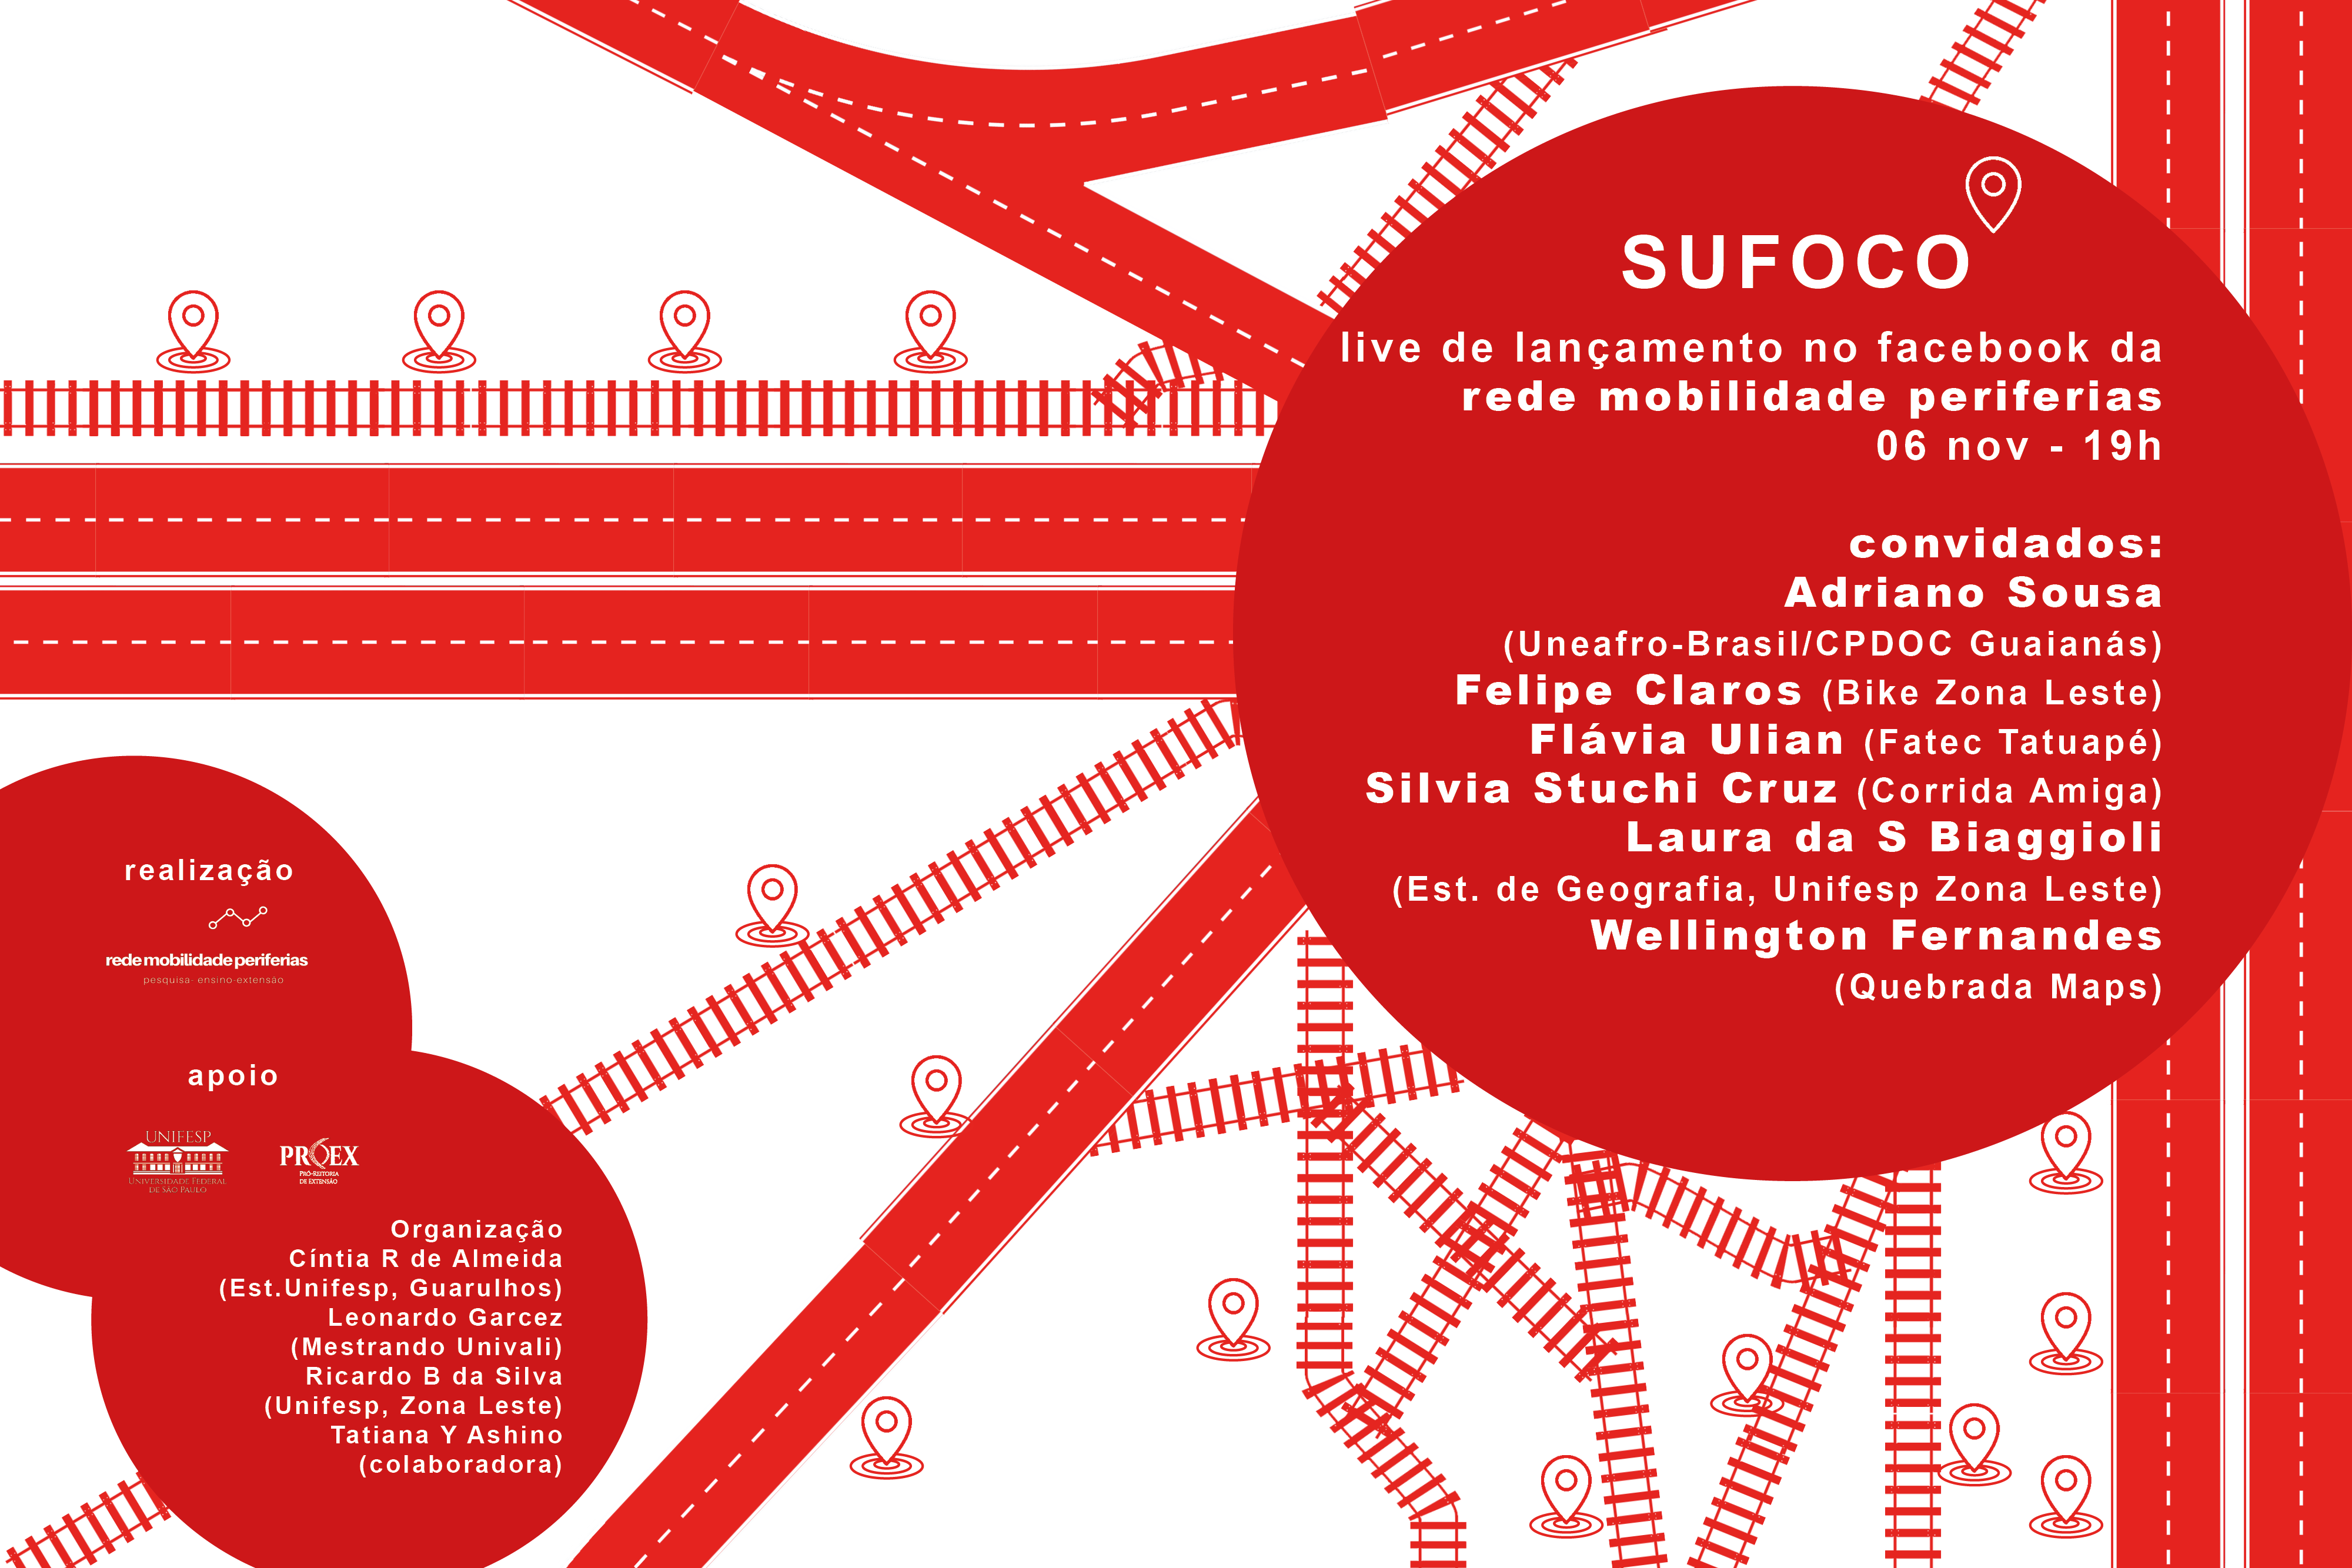 SUFOCO
live de lançamento no facebook da
rede mobilidade periferias
06 nov - 19h
convidados:
Adriano Sousa
(Uneafro-Brasil/CPDOC Guaianás)
Felipe Claros (Bike Zona Leste)
Flávia Ulian (Fatec Tatuapé)
Silvia Stuchi Cruz (Corrida Amiga)
Laura da S Biaggioli
(Est. de Geografia, Unifesp Zona Leste)
Wellington Fernandes
(Quebrada Maps)
realização
rede mobilidade periferias
pesquisa- ensino-extensão
apoio
UNIFESP
UNIVERSIDADE FEDERAL
DE SÃO PAULO
PROEX
PRÓ-REITORIA
DE EXTENSÃO
Organização
Cíntia R de Almeida
(Est.Unifesp, Guarulhos)
Leonardo Garcez
(Mestrando Univali)
Ricardo B da Silva
(Unifesp, Zona Leste)
Tatiana Y Ashino
(colaboradora)